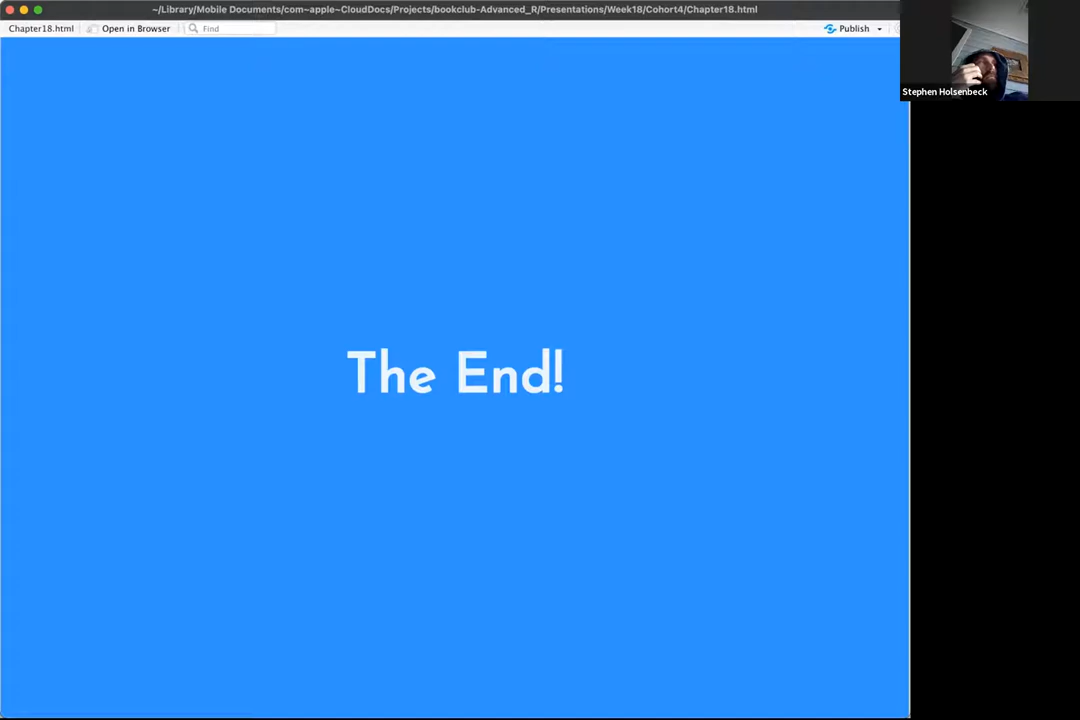 ~/Library/Mobile Documents/com~apple~CloudDocs/Projects/bookclub-Advanced_R/Presentations/Week18/Cohort4/Chapter18.html
Chapter18.html Open in Browser Find Publish
Stephen Holsenbeck
The End!